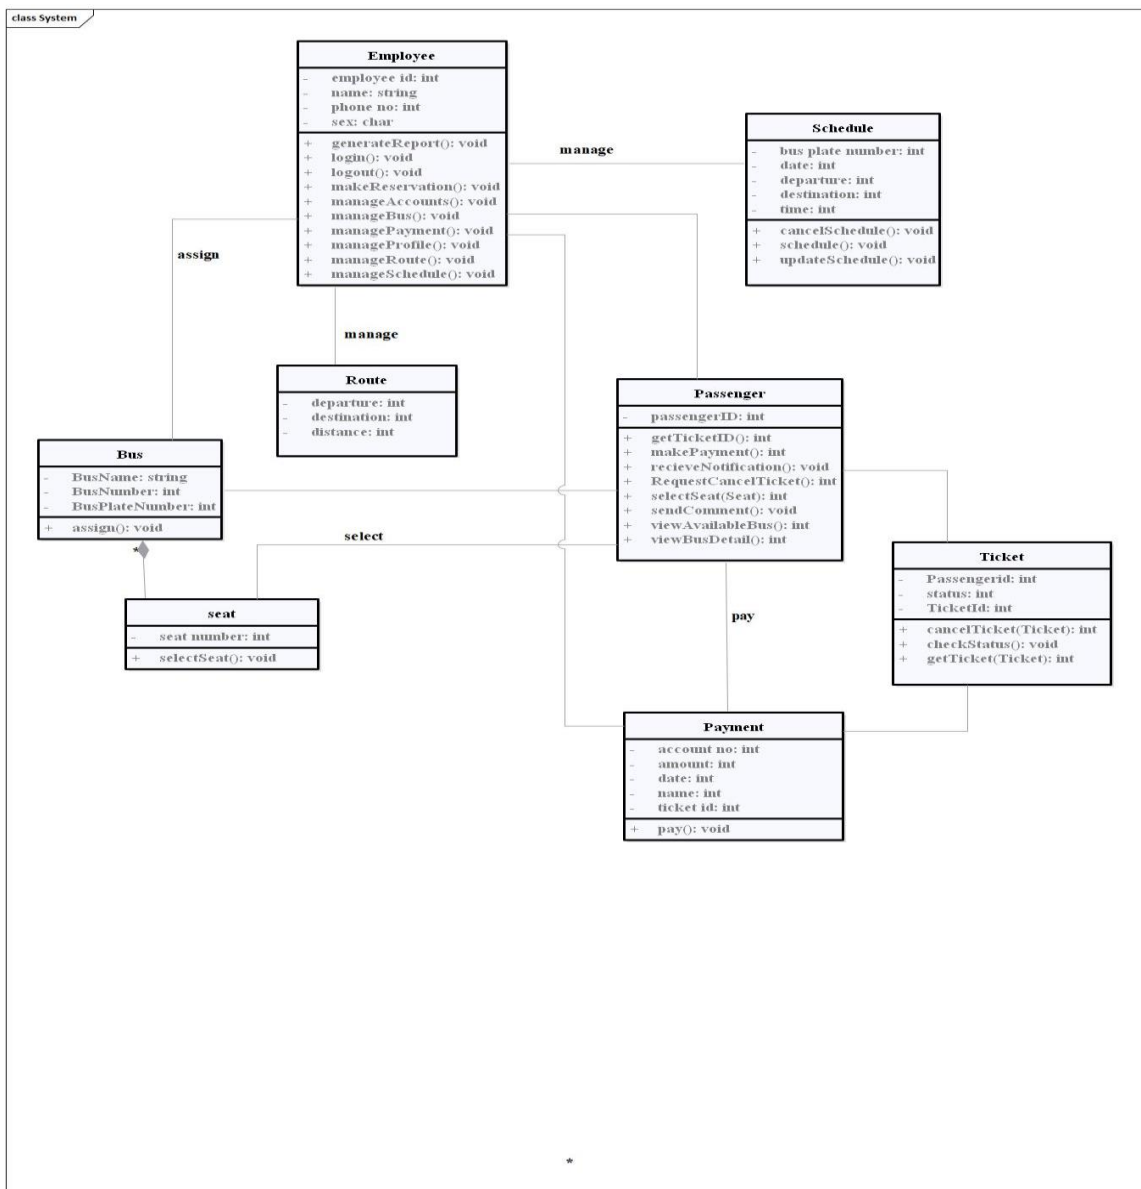 class System
Employee
- employee id: int
- name: string
- phone no: int
- sex: char
+ generateReport(): void
+ login(): void
+ logout(): void
+ makeReservation(): void
+ manageAccounts(): void
+ manageBus(): void
+ managePayment(): void
+ manageProfile(): void
+ manageRoute(): void
+ manageSchedule(): void
manage
Schedule
- bus plate number: int
- date: int
- departure: int
- destination: int
- time: int
+ cancelSchedule(): void
+ schedule(): void
+ updateSchedule(): void
assign
manage
Route
- departure: int
- destination: int
- distance: int
Passenger
- passengerID: int
+ getTicketID(): int
+ makePayment(): int
+ recieveNotification(): void
+ RequestCancelTicket(): int
+ selectSeat(Seat): int
+ sendComment(): void
+ viewAvailableBus(): int
+ viewBusDetail(): int
Bus
- BusName: string
- BusNumber: int
- BusPlateNumber: int
+ assign(): void
*
select
seat
- seat number: int
+ selectSeat(): void
Ticket
- Passengerid: int
- status: int
- TicketId: int
+ cancelTicket(Ticket): int
+ checkStatus(): void
+ getTicket(Ticket): int
pay
Payment
- account no: int
- amount: int
- date: int
- name: int
- ticket id: int
+ pay(): void
*